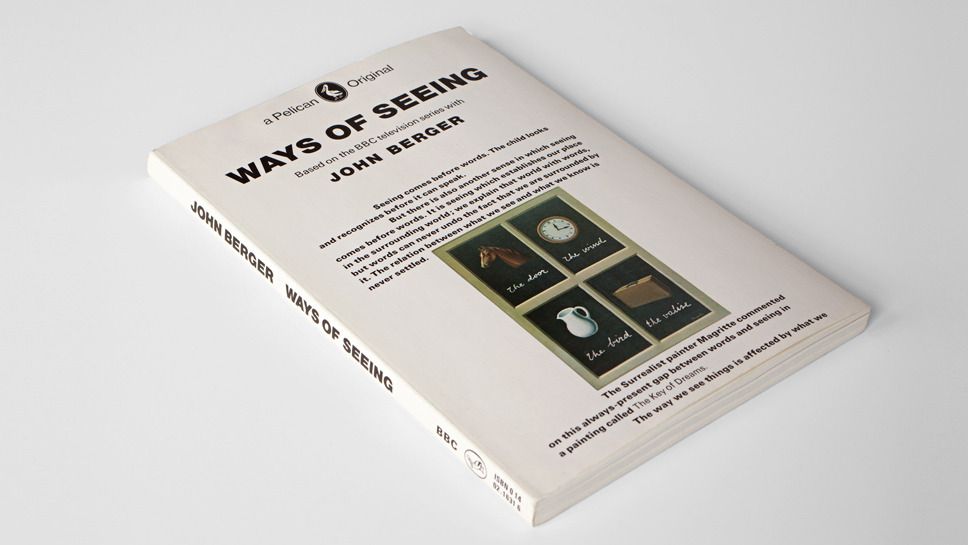 a Pelican Original
WAYS OF SEEING
Based on the BBC television series with
JOHN BERGER
Seeing comes before words. The child looks
and recognizes before it can speak.
But there is also another sense in which seeing
comes before words. It is seeing which establishes our place
in the surrounding world; we explain that world with words,
but words can never undo the fact that we are surrounded by
it. The relation between what we see and what we know is
never settled.
the door
the wind
the bird
the valise
The Surrealist painter Magritte commented
on this always-present gap between words and seeing in
a painting called The Key of Dreams.
The way we see things is affected by what we
JOHN BERGER WAYS OF SEEING
BBC
ISBN 0 14
02 1631 6